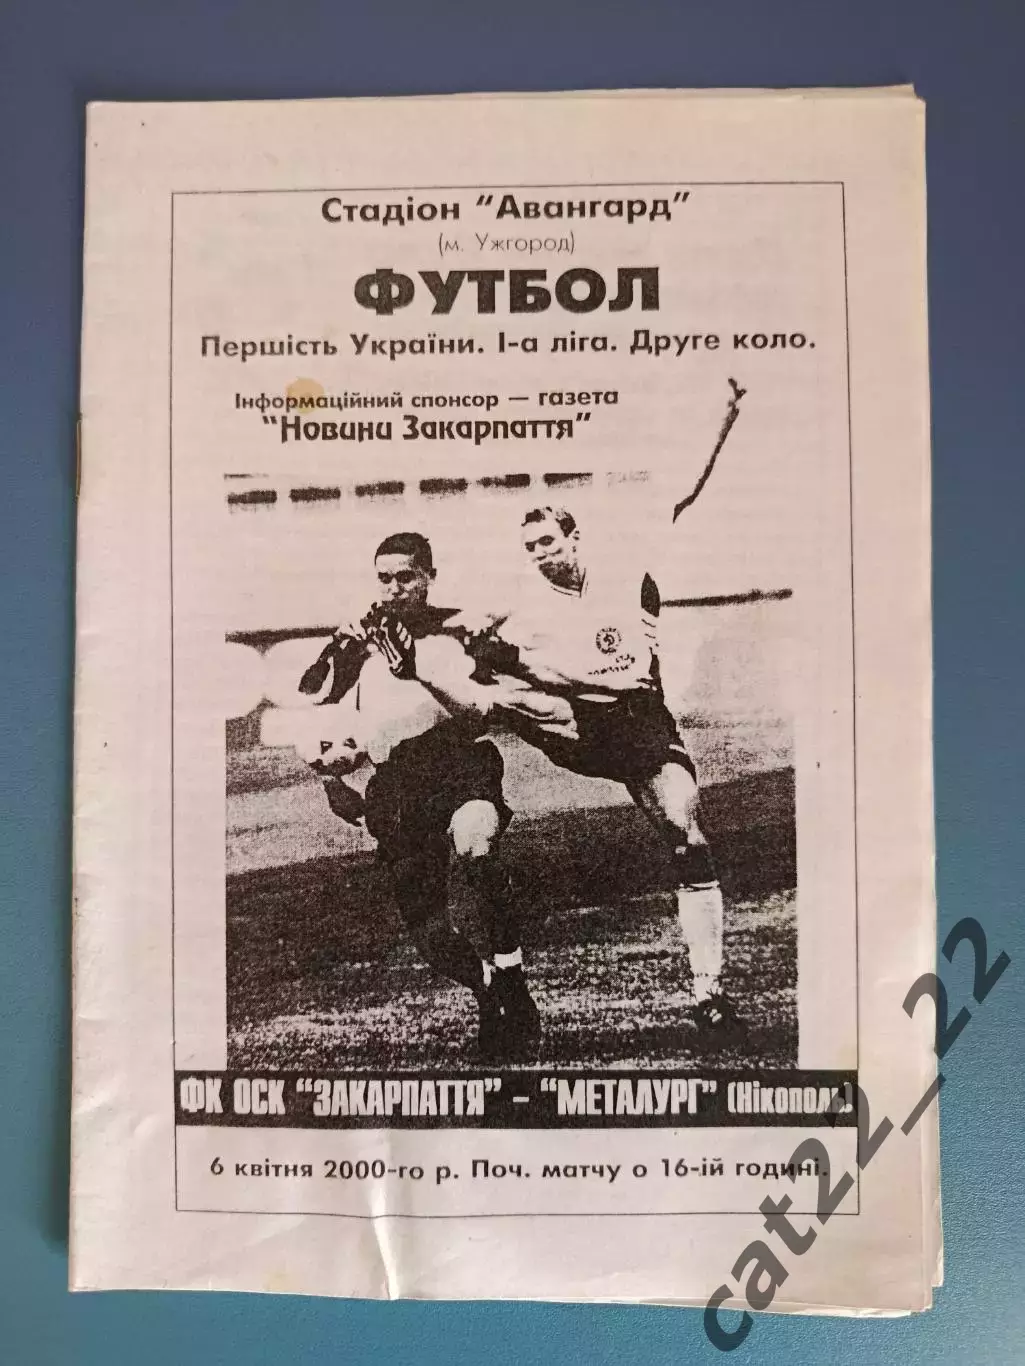 Стадіон "Авангард"
(м. Ужгород)
ФУТБОЛ
Першість України. І-а ліга. Друге коло.
Інформаційний спонсор — газета
"Новини Закарпаття"
ФК ОСК "ЗАКАРПАТТЯ" - "МЕТАЛУРГ" (Нікополь)
6 квітня 2000-го р. Поч. матчу о 16-ій годині.
cat22_22